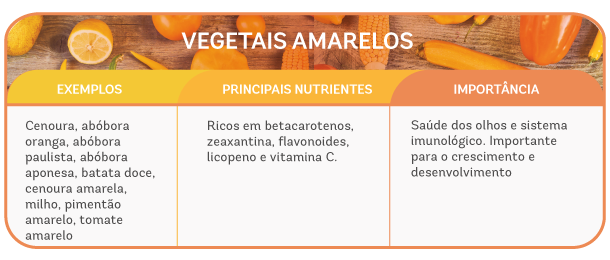 VEGETAIS AMARELOS
EXEMPLOS
PRINCIPAIS NUTRIENTES
IMPORTÂNCIA
Cenoura, abóbora
oranga, abóbora
paulista, abóbora
aponesa, batata doce,
cenoura amarela,
milho, pimentão
amarelo, tomate
amarelo
Ricos em betacarotenos,
zeaxantina, flavonoides,
licopeno e vitamina C.
Saúde dos olhos e sistema
imunológico. Importante
para o crescimento e
desenvolvimento